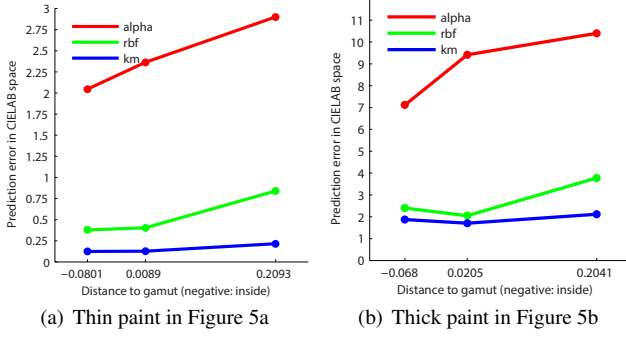 3
2.75
2.5
2.25
2
1.75
1.5
1.25
1
0.75
0.5
0.25
0
Prediction error in CIELAB space
alpha
rbf
km
−0.0801 0.0089 0.2093
Distance to gamut (negative: inside)
(a) Thin paint in Figure 5a
11
10
9
8
7
6
5
4
3
2
1
0
Prediction error in CIELAB space
alpha
rbf
km
−0.068 0.0205 0.2041
Distance to gamut (negative: inside)
(b) Thick paint in Figure 5b